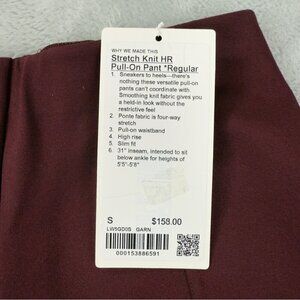 WHY WE MADE THIS
Stretch Knit HR
Pull-On Pant *Regular
1. Sneakers to heels—there's
nothing these versatile pull-on
pants can't coordinate with.
Smoothing knit fabric gives you
a held-in look without the
restrictive feel
2. Ponte fabric is four-way
stretch
3. Pull-on waistband
4. High rise
5. Slim fit
6. 31" inseam, intended to sit
below ankle for heights of
5'5"-5'8"
S $158.00
LW5GD0S GARN
000153886591